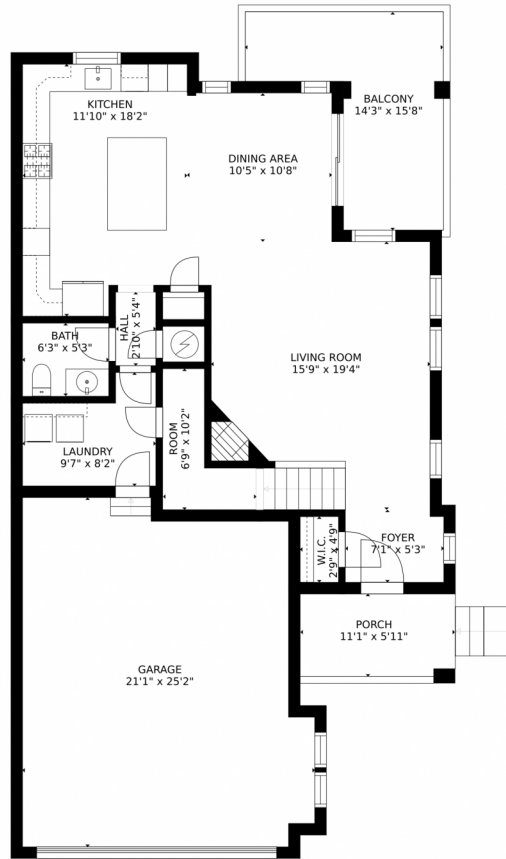 KITCHEN
11'10" x 18'2"
BALCONY
14'3" x 15'8"
DINING AREA
10'5" x 10'8"
HALL
2'10" x 5'4"
BATH
6'3" x 5'3"
LIVING ROOM
15'9" x 19'4"
LAUNDRY
9'7" x 8'2"
ROOM
6'9" x 10'2"
W.I.C.
2'9" x 4'9"
FOYER
7'1" x 5'3"
PORCH
11'1" x 5'11"
GARAGE
21'1" x 25'2"